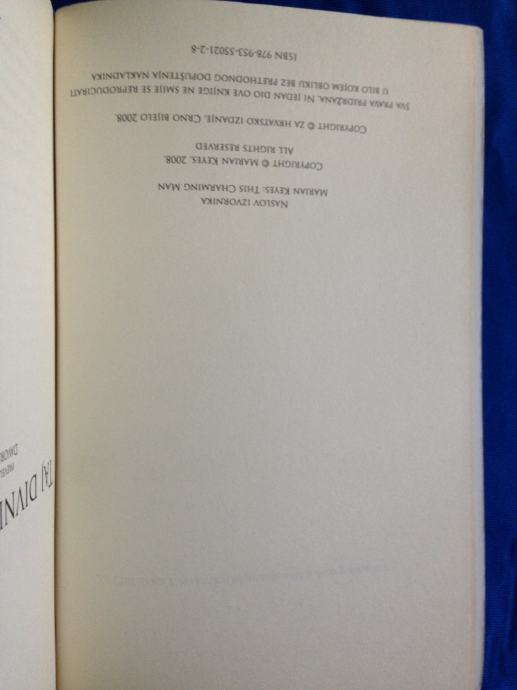 NASLOV IZVORNIKA
MARIAN KEYES: THIS CHARMING MAN
COPYRIGHT © MARIAN KEYES, 2008.
ALL RIGHTS RESERVED
COPYRIGHT © ZA HRVATSKO IZDANJE, CRNO BIJELO 2008.
SVA PRAVA PRIDRŽANA. NI JEDAN DIO OVE KNJIGE NE SMIJE SE REPRODUCIRATI
U BILO KOJEM OBLIKU BEZ PRETHODNOG DOPUŠTENJA NAKLADNIKA
ISBN 978-953-55021-2-8
TAJ DIVNI